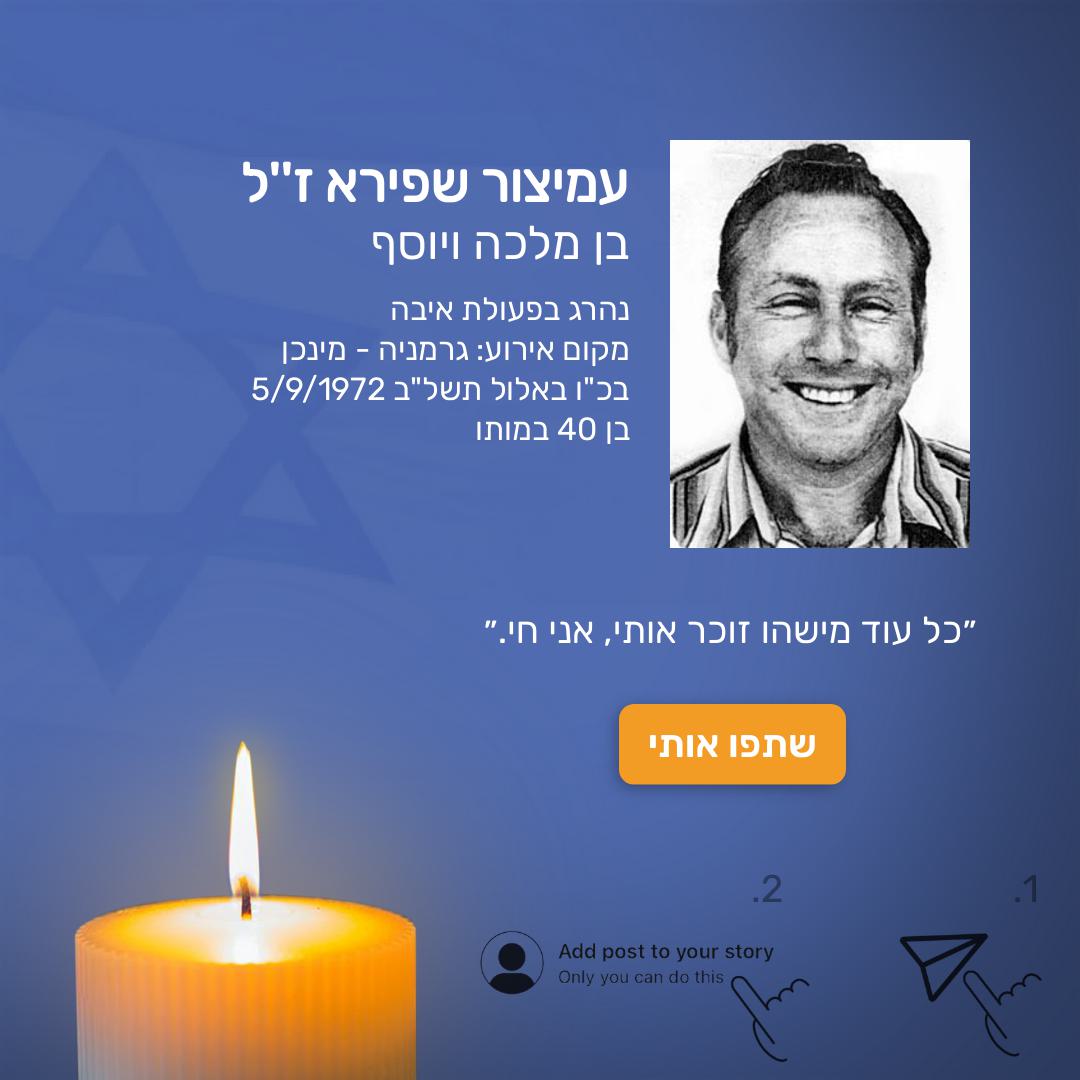 עמיצור שפירא ז"ל
בן מלכה ויוסף
נהרג בפעולת איבה
מקום אירוע: גרמניה - מינכן
בכ"ו באלול תשל"ב 5/9/1972
בן 40 במותו
״כל עוד מישהו זוכר אותי, אני חי.״
שתפו אותי
1.
2.
Add post to your story
Only you can do this